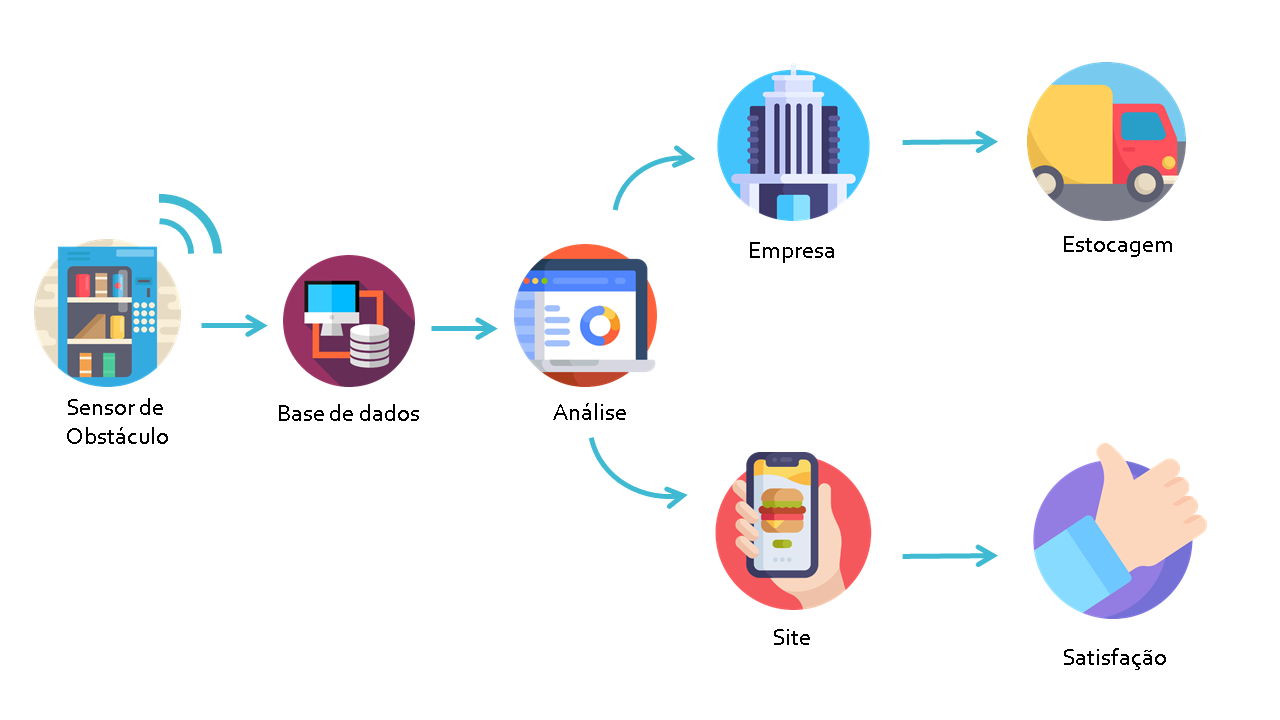 Sensor de
Obstáculo
Base de dados
Análise
Empresa
Estocagem
Site
Satisfação